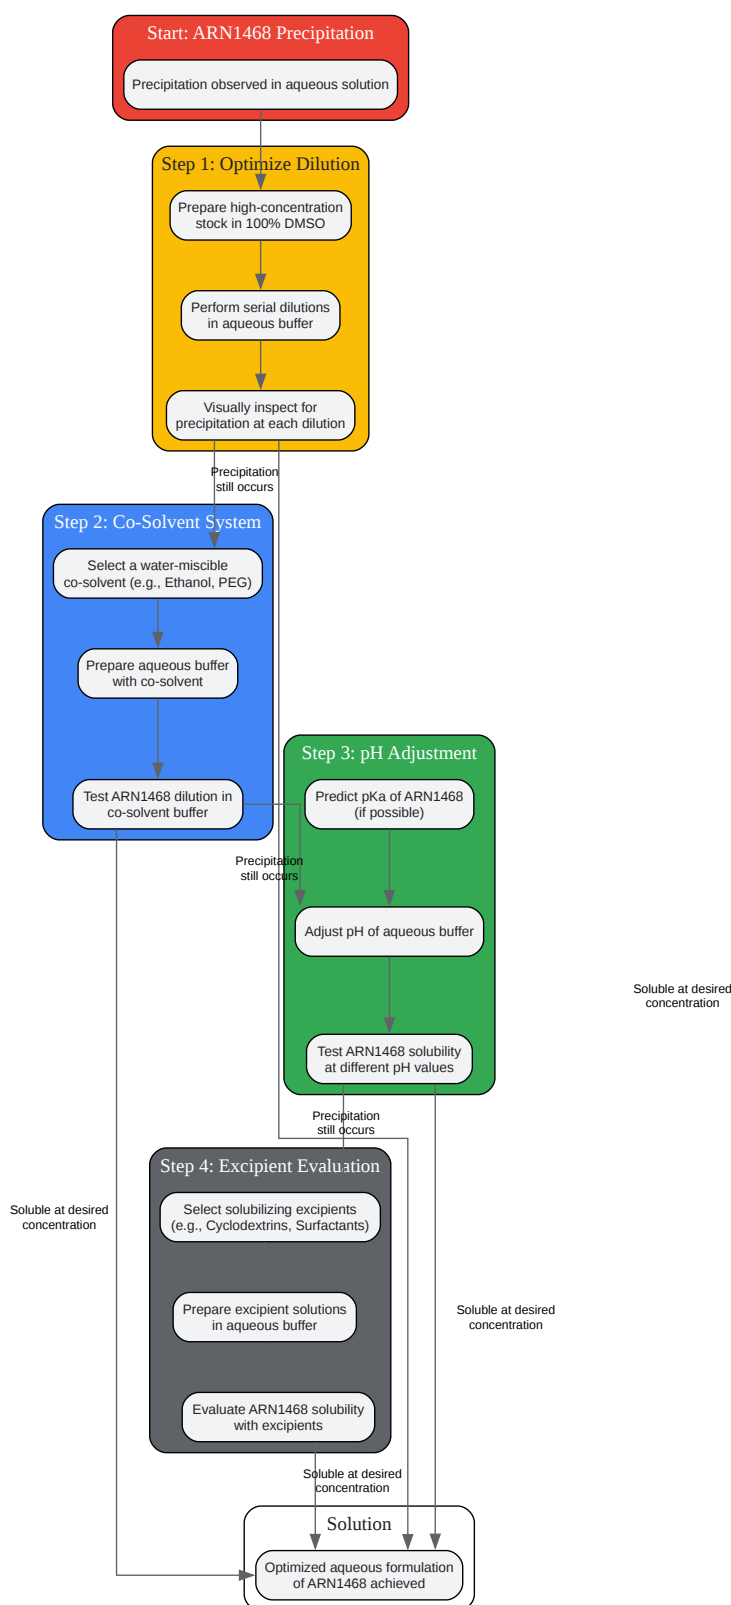 Start: ARN1468 Precipitation
Precipitation observed in aqueous solution
Step 1: Optimize Dilution
Prepare high-concentration
stock in 100% DMSO
Perform serial dilutions
in aqueous buffer
Visually inspect for
precipitation at each dilution
Precipitation
still occurs
Step 2: Co-Solvent System
Select a water-miscible
co-solvent (e.g., Ethanol, PEG)
Prepare aqueous buffer
with co-solvent
Test ARN1468 dilution in
co-solvent buffer
Step 3: pH Adjustment
Predict pKa of ARN1468
(if possible)
Precipitation
still occurs
Adjust pH of aqueous buffer
Soluble at desired
concentration
Test ARN1468 solubility
at different pH values
Precipitation
still occurs
Step 4: Excipient Evaluation
Select solubilizing excipients
(e.g., Cyclodextrins, Surfactants)
Soluble at desired
concentration
Prepare excipient solutions
in aqueous buffer
Soluble at desired
concentration
Evaluate ARN1468 solubility
with excipients
Soluble at desired
concentration
Solution
Optimized aqueous formulation
of ARN1468 achieved